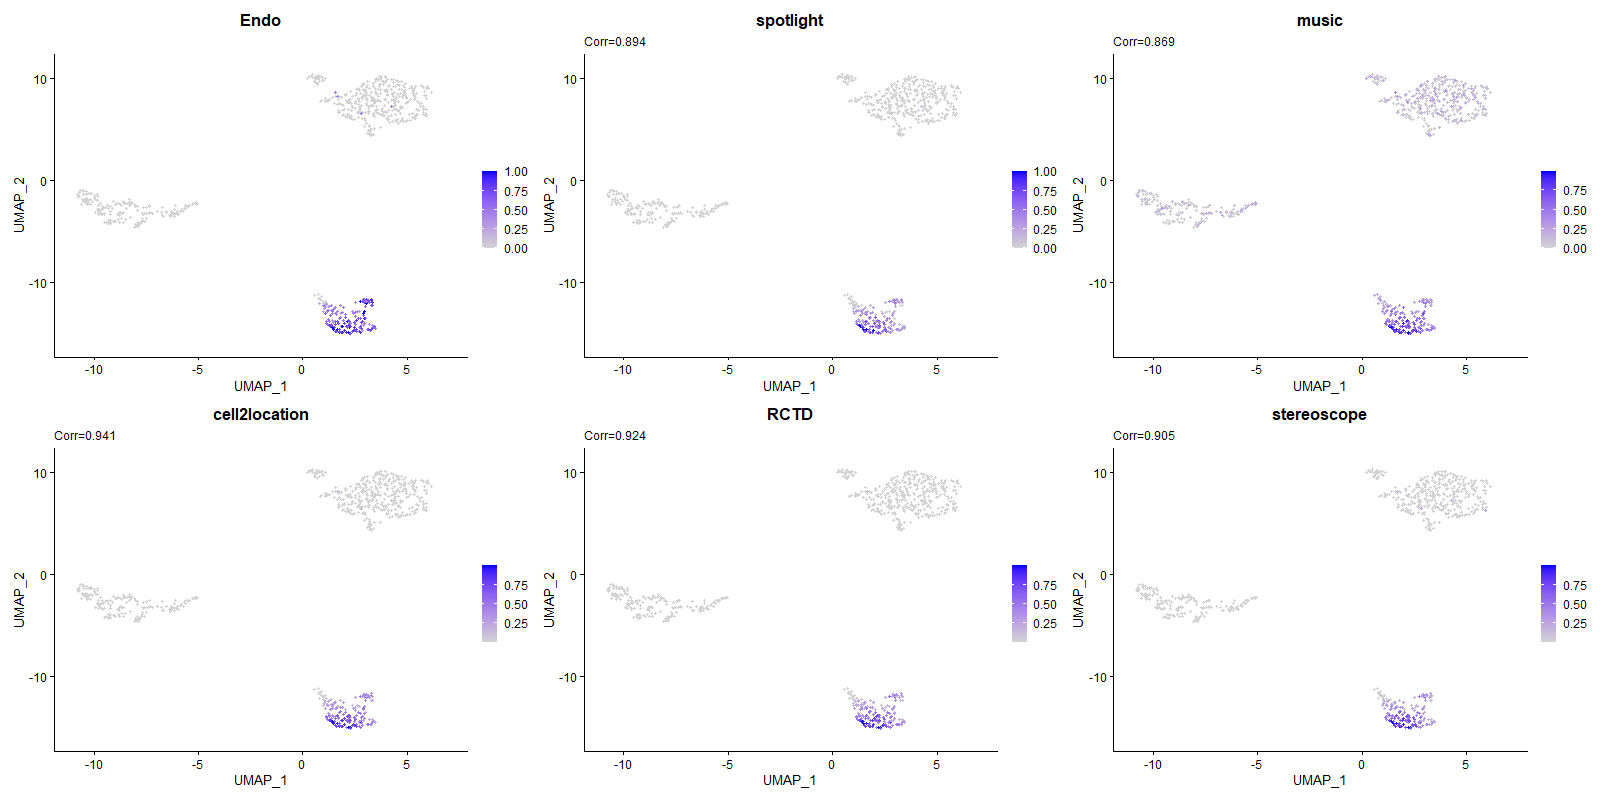 Endo
UMAP_2
10
0
-10
-10
-5
0
5
UMAP_1
1.00
0.75
0.50
0.25
0.00
spotlight
Corr=0.894
UMAP_2
10
0
-10
-10
-5
0
5
UMAP_1
1.00
0.75
0.50
0.25
0.00
music
Corr=0.869
UMAP_2
10
0
-10
-10
-5
0
5
UMAP_1
0.75
0.50
0.25
0.00
cell2location
Corr=0.941
UMAP_2
10
0
-10
-10
-5
0
5
UMAP_1
0.75
0.50
0.25
RCTD
Corr=0.924
UMAP_2
10
0
-10
-10
-5
0
5
UMAP_1
0.75
0.50
0.25
stereoscope
Corr=0.905
UMAP_2
10
0
-10
-10
-5
0
5
UMAP_1
0.75
0.50
0.25